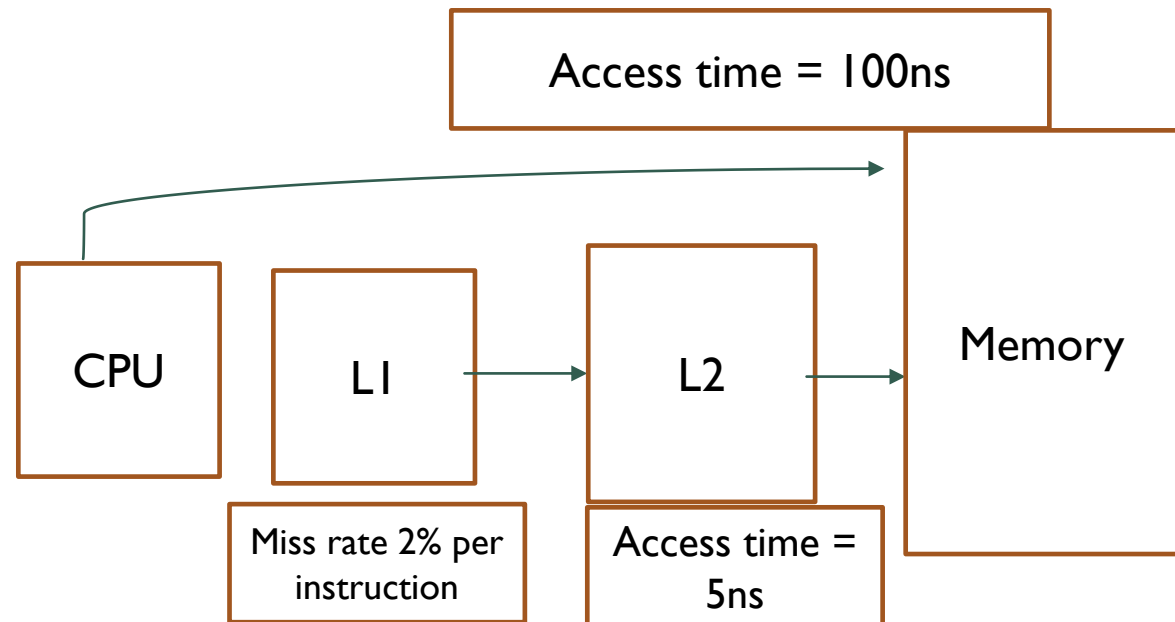 Access time = 100ns
CPU
L1
L2
Memory
Miss rate 2% per
instruction
Access time =
5ns